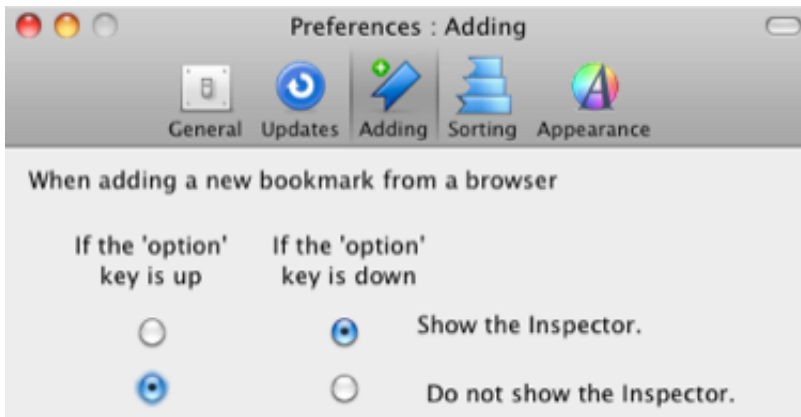 Preferences : Adding
General Updates Adding Sorting Appearance
When adding a new bookmark from a browser
If the 'option' If the 'option'
key is up key is down
Show the Inspector.
Do not show the Inspector.